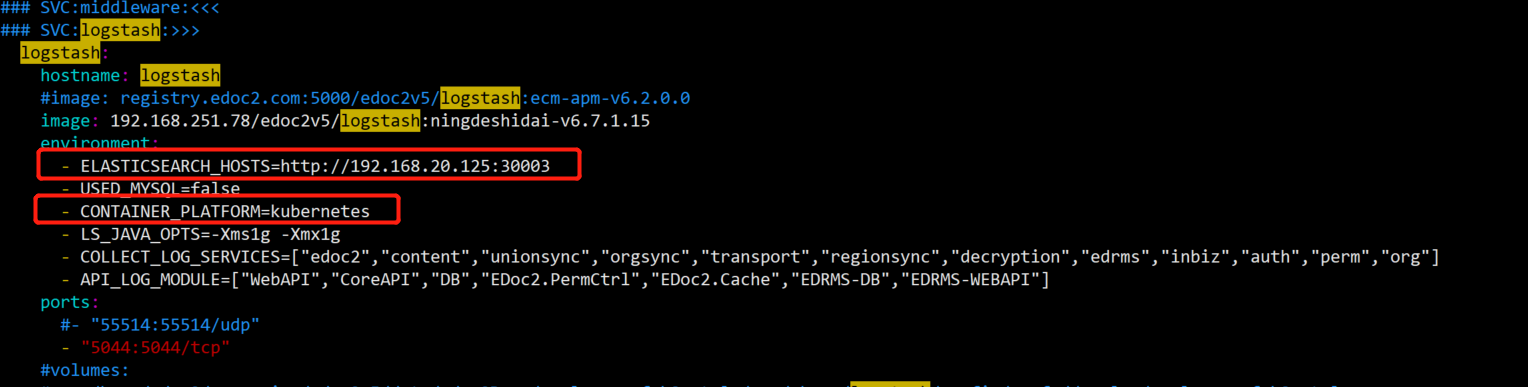 ### SVC:middleware:<<<
### SVC:logstash:>>>
logstash:
hostname: logstash
#image: registry.edoc2.com:5000/edoc2v5/logstash:ecm-apm-v6.2.0.0
image: 192.168.251.78/edoc2v5/logstash:ningdeshidai-v6.7.1.15
environment:
- ELASTICSEARCH_HOSTS=http://192.168.20.125:30003
- USED_MYSQL=false
- CONTAINER_PLATFORM=kubernetes
- LS_JAVA_OPTS=-Xms1g -Xmx1g
- COLLECT_LOG_SERVICES=["edoc2","content","unionsync","orgsync","transport","regionsync","decryption","edrms","inbiz","auth","perm","org"]
- API_LOG_MODULE=["WebAPI","CoreAPI","DB","EDoc2.PermCtrl","EDoc2.Cache","EDRMS-DB","EDRMS-WEBAPI"]
ports:
#- "55514:55514/udp"
- "5044:5044/tcp"
#volumes: